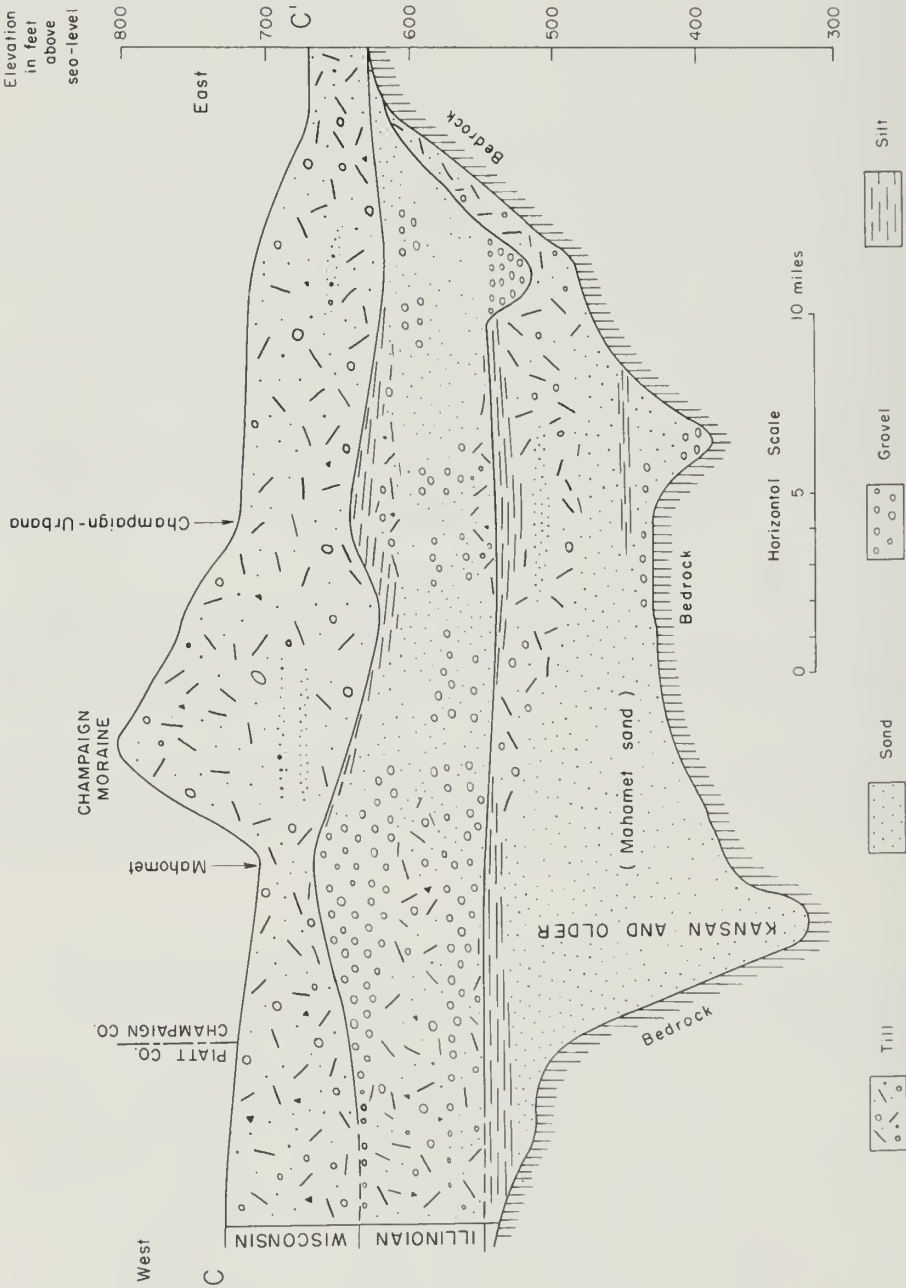 Elevation
in feet
above
sea-level
800
700
600
500
400
300
West
East
C
C'
CHAMPAIGN
MORAINE
Mahomet
Champaign-Urbana
PIATT CO.
CHAMPAIGN CO.
WISCONSIN
ILLINOIAN
KANSAN AND OLDER
( Mahomet sand )
Bedrock
Bedrock
Bedrock
0 5 10 miles
Horizontal Scale
Till
Sand
Gravel
Silt